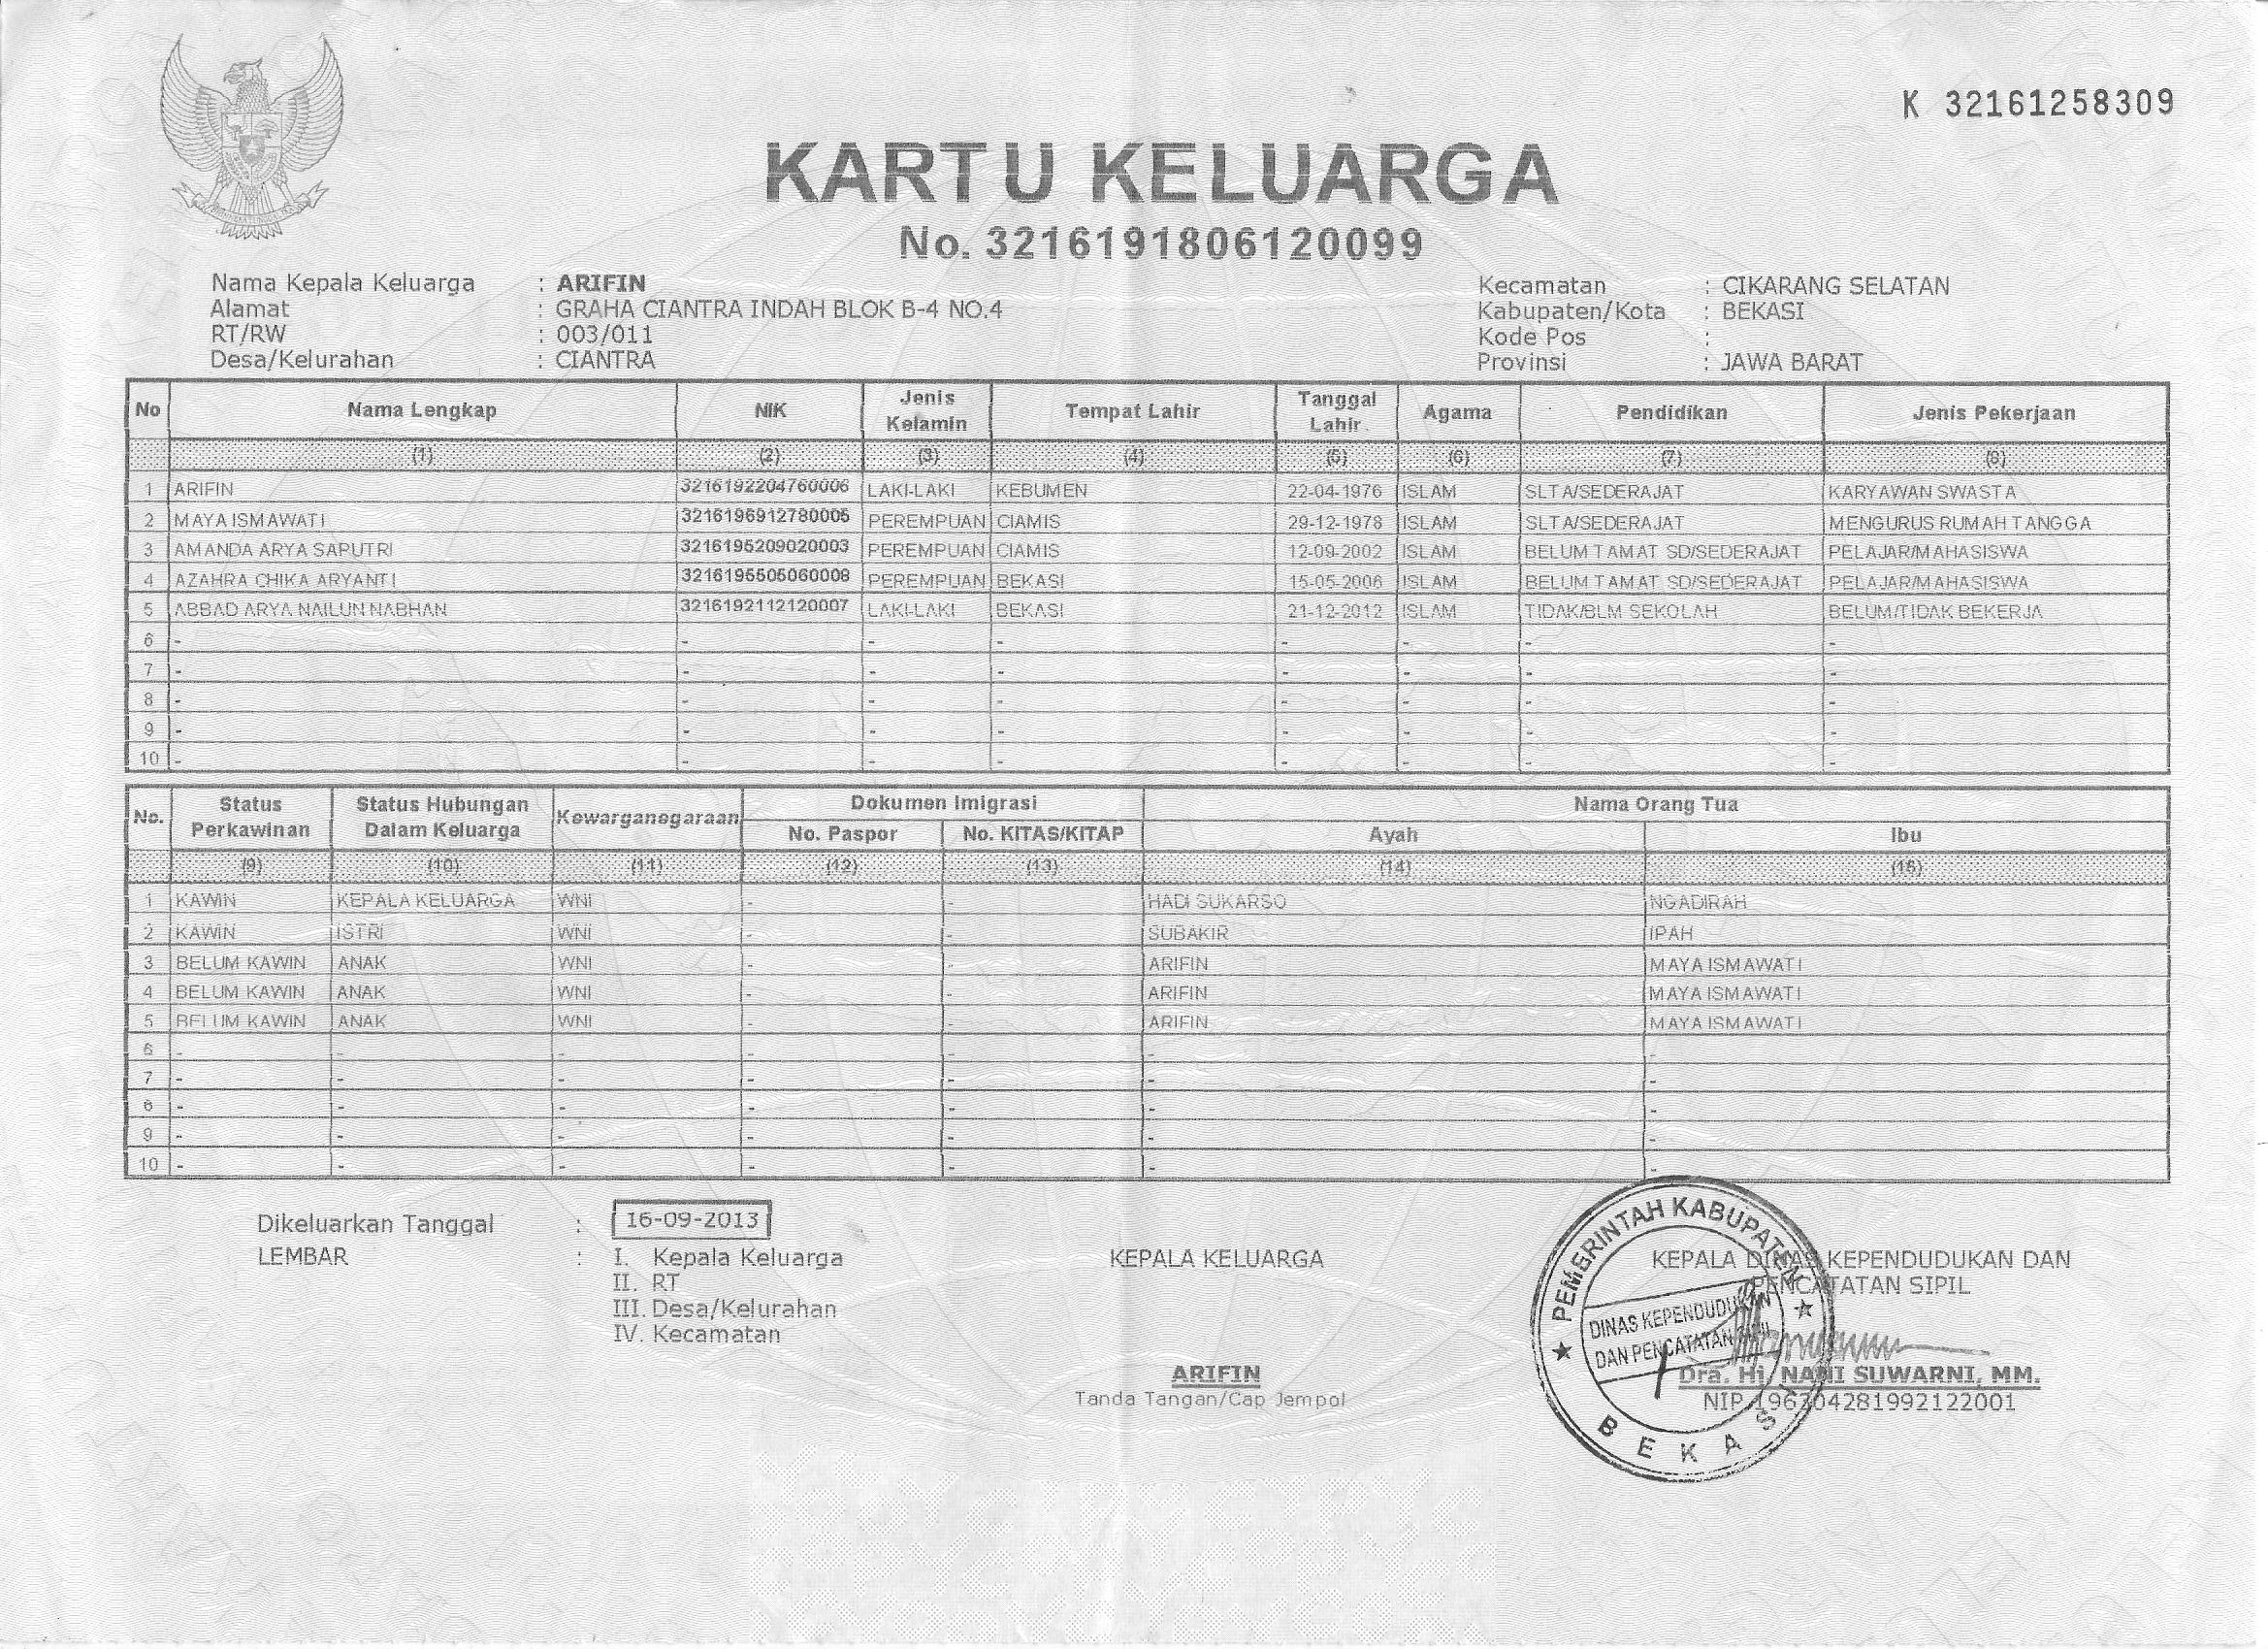 K 32161258309
KARTU KELUARGA
No. 3216191806120099
Nama Kepala Keluarga : ARIFIN
Alamat : GRAHA CIANTRA INDAH BLOK B-4 NO.4
RT/RW : 003/011
Desa/Kelurahan : CIANTRA
Kecamatan : CIKARANG SELATAN
Kabupaten/Kota : BEKASI
Kode Pos :
Provinsi : JAWA BARAT
No Nama Lengkap NIK Jenis Kelamin Tempat Lahir Tanggal Lahir Agama Pendidikan Jenis Pekerjaan
(1) (2) (3) (4) (5) (6) (7) (8)
1 ARIFIN 3216192204760006 LAKI-LAKI KEBUMEN 22-04-1976 ISLAM SLTA/SEDERAJAT KARYAWAN SWASTA
2 MAYA ISMAWATI 3216196912780005 PEREMPUAN CIAMIS 29-12-1978 ISLAM SLTA/SEDERAJAT MENGURUS RUMAH TANGGA
3 AMANDA ARYA SAPUTRI 3216195209020003 PEREMPUAN CIAMIS 12-09-2002 ISLAM BELUM TAMAT SD/SEDERAJAT PELAJAR/MAHASISWA
4 AZAHRA CHIKA ARYANTI 3216195505060008 PEREMPUAN BEKASI 15-05-2006 ISLAM BELUM TAMAT SD/SEDERAJAT PELAJAR/MAHASISWA
5 ABBAD ARYA NAILUN NABHAN 3216192112120007 LAKI-LAKI BEKASI 21-12-2012 ISLAM TIDAK/BLM SEKOLAH BELUM/TIDAK BEKERJA
6 - - - - - - - -
7 - - - - - - - -
8 - - - - - - - -
9 - - - - - - - -
10 - - - - - - - -
No. Status Perkawinan Status Hubungan Dalam Keluarga Kewarganegaraan Dokumen Imigrasi Nama Orang Tua
No. Paspor No. KITAS/KITAP Ayah Ibu
(9) (10) (11) (12) (13) (14) (15)
1 KAWIN KEPALA KELUARGA WNI - - HADI SUKARSO NGADIRAH
2 KAWIN ISTRI WNI - - SUBAKIR IPAH
3 BELUM KAWIN ANAK WNI - - ARIFIN MAYA ISMAWATI
4 BELUM KAWIN ANAK WNI - - ARIFIN MAYA ISMAWATI
5 BELUM KAWIN ANAK WNI - - ARIFIN MAYA ISMAWATI
6 - - - - - - -
7 - - - - - - -
8 - - - - - - -
9 - - - - - - -
10 - - - - - - -
Dikeluarkan Tanggal : 16-09-2013
LEMBAR : I. Kepala Keluarga
II. RT
III. Desa/Kelurahan
IV. Kecamatan
KEPALA KELUARGA
ARIFIN
Tanda Tangan/Cap Jempol
KEPALA DINAS KEPENDUDUKAN DAN
PENCATATAN SIPIL
PEMERINTAH KABUPATEN
DINAS KEPENDUDUKAN
DAN PENCATATAN SIPIL
BEKASI
Dra. Hj. NANI SUWARNI, MM.
NIP.196304281992122001